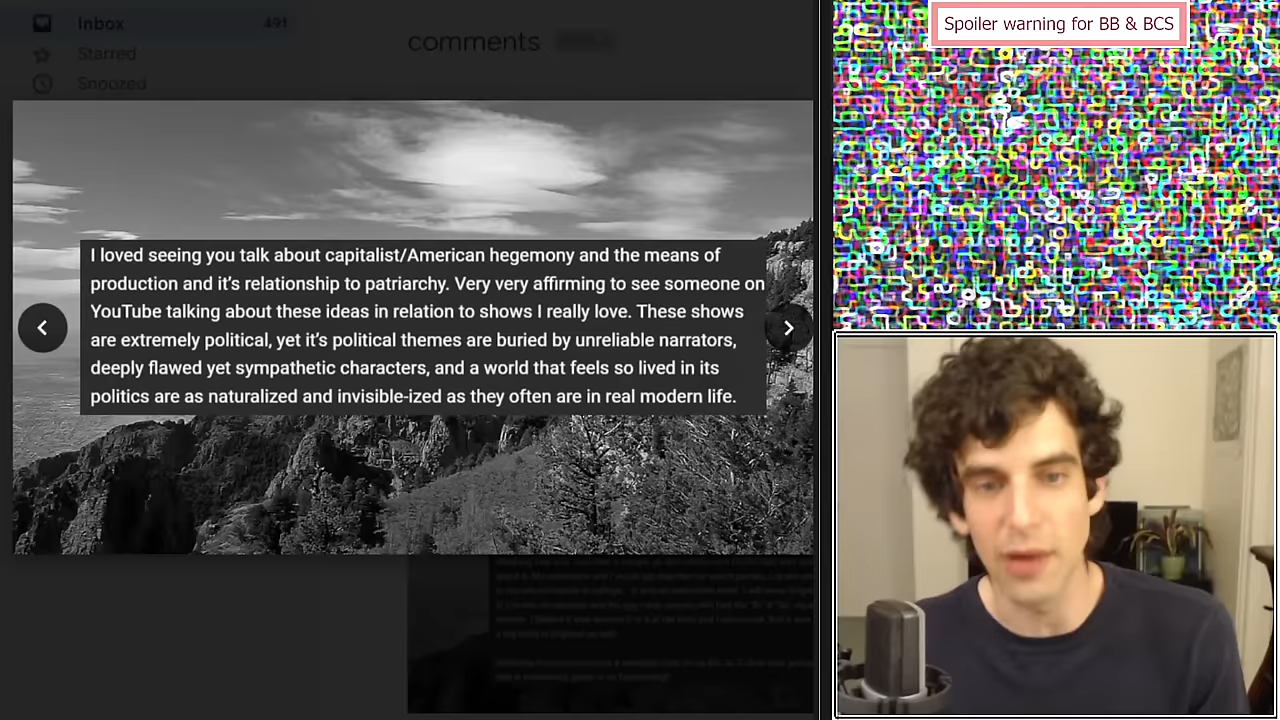 Inbox 491
Starred
Snoozed
comments
Spoiler warning for BB & BCS
I loved seeing you talk about capitalist/American hegemony and the means of
production and it’s relationship to patriarchy. Very very affirming to see someone on
YouTube talking about these ideas in relation to shows I really love. These shows
are extremely political, yet it’s political themes are buried by unreliable narrators,
deeply flawed yet sympathetic characters, and a world that feels so lived in its
politics are as naturalized and invisible-ized as they often are in real modern life.